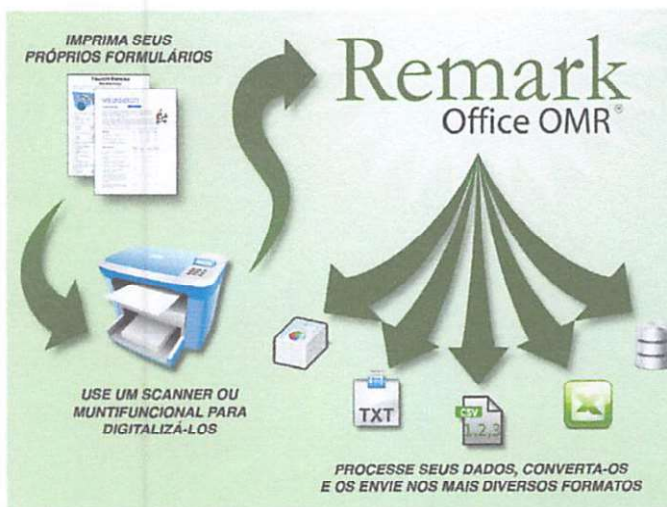 IMPRIMA SEUS
PRÓPRIOS FORMULÁRIOS
Remark
Office OMR®
USE UM SCANNER OU
MUNTIFUNCIONAL PARA
DIGITALIZÁ-LOS
TXT
CSV
1,2,3
X
PROCESSE SEUS DADOS, CONVERTA-OS
E OS ENVIE NOS MAIS DIVERSOS FORMATOS